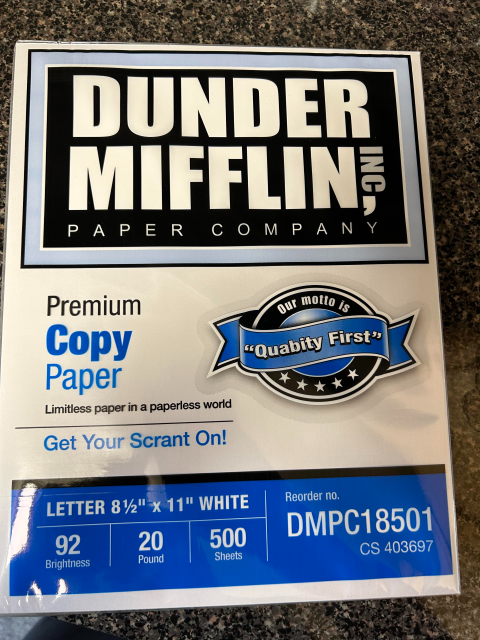 DUNDER
MIFFLIN, INC.
PAPER COMPANY
Premium
Copy
Paper
Limitless paper in a paperless world
Get Your Scrant On!
Our motto is
"Quabity First"
LETTER 8½" x 11" WHITE
92
Brightness
20
Pound
500
Sheets
Reorder no.
DMPC18501
CS 403697